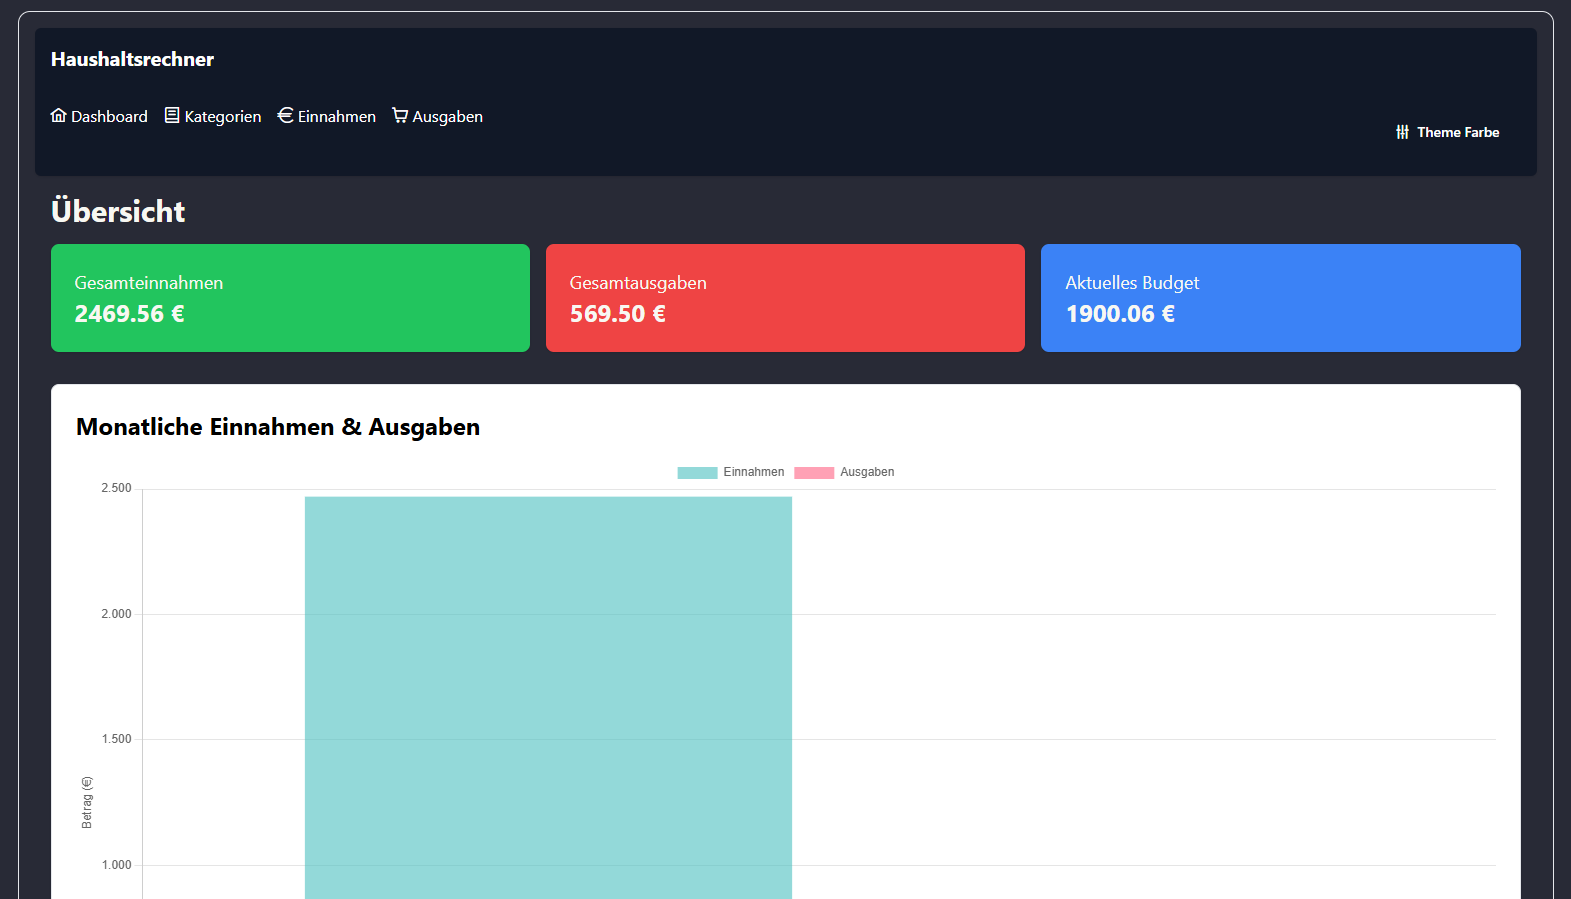 Haushaltsrechner
Dashboard Kategorien Einnahmen Ausgaben
Theme Farbe
Übersicht
Gesamteinnahmen
2469.56 €
Gesamtausgaben
569.50 €
Aktuelles Budget
1900.06 €
Monatliche Einnahmen & Ausgaben
Einnahmen Ausgaben
2.500
2.000
1.500
Betrag (€)
1.000